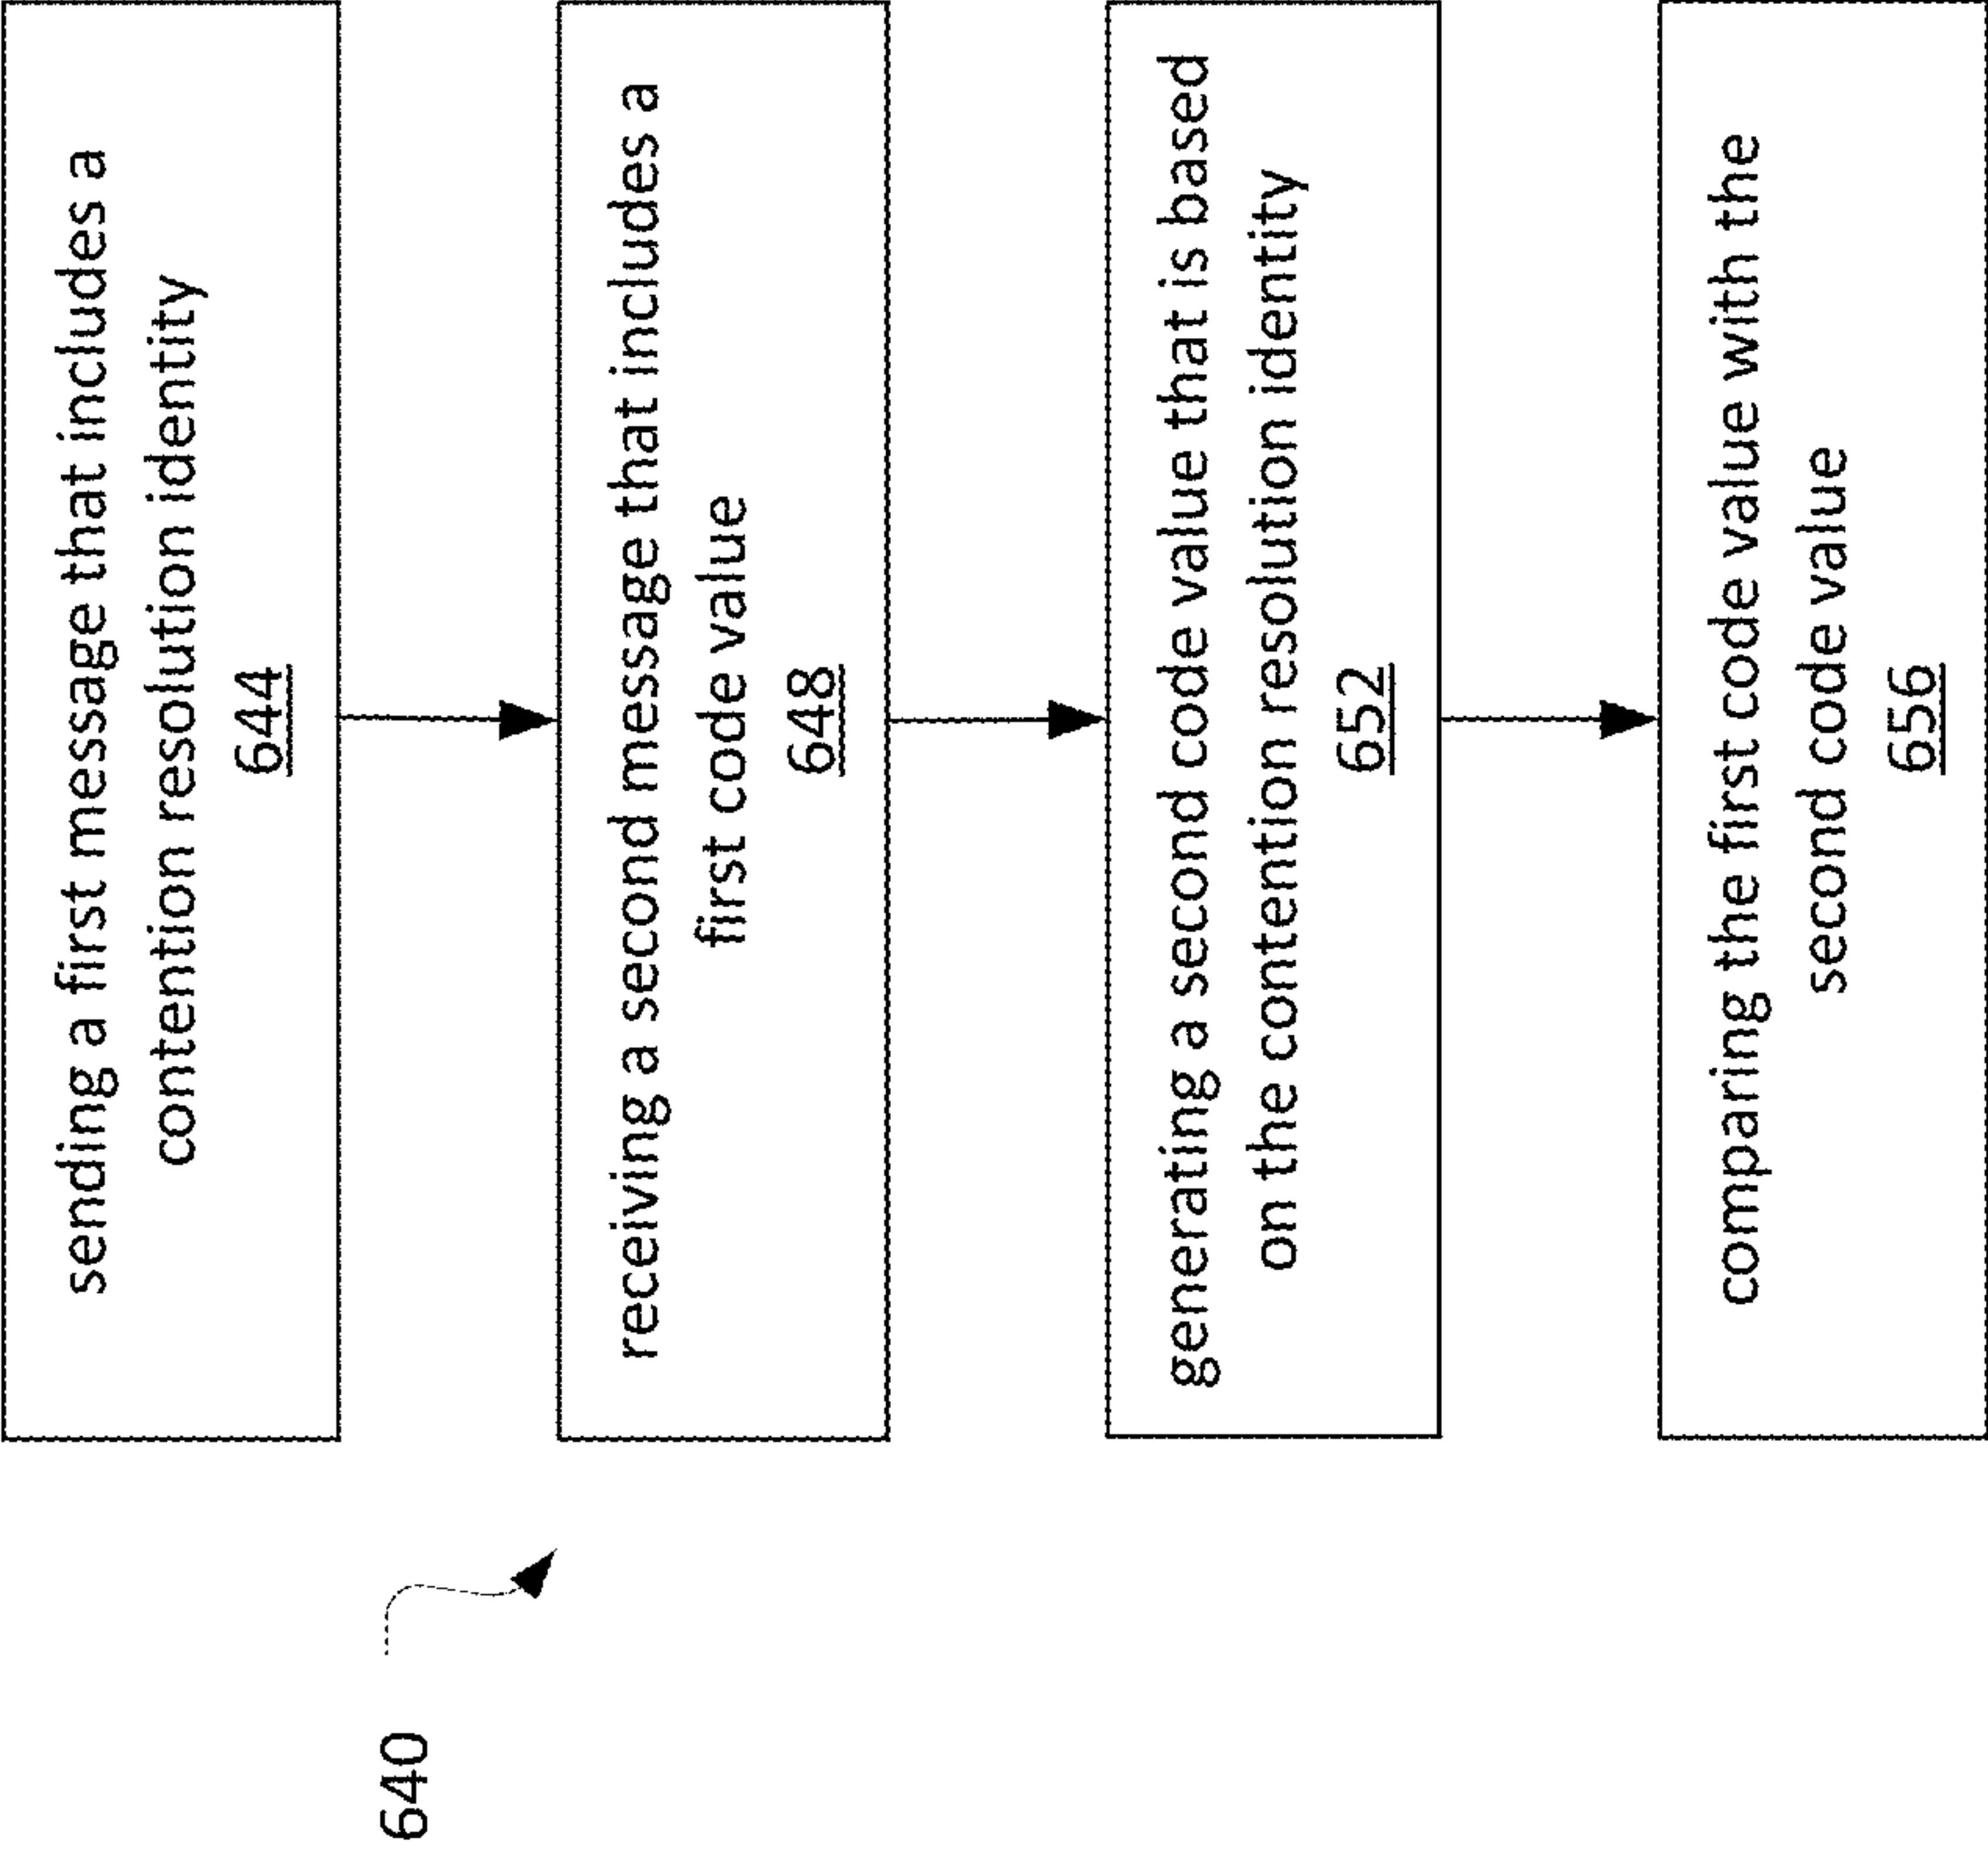 640
sending a first message that includes a
contention resolution identity
644
receiving a second message that includes a
first code value
648
generating a second code value that is based
on the contention resolution identity
652
comparing the first code value with the
second code value
656